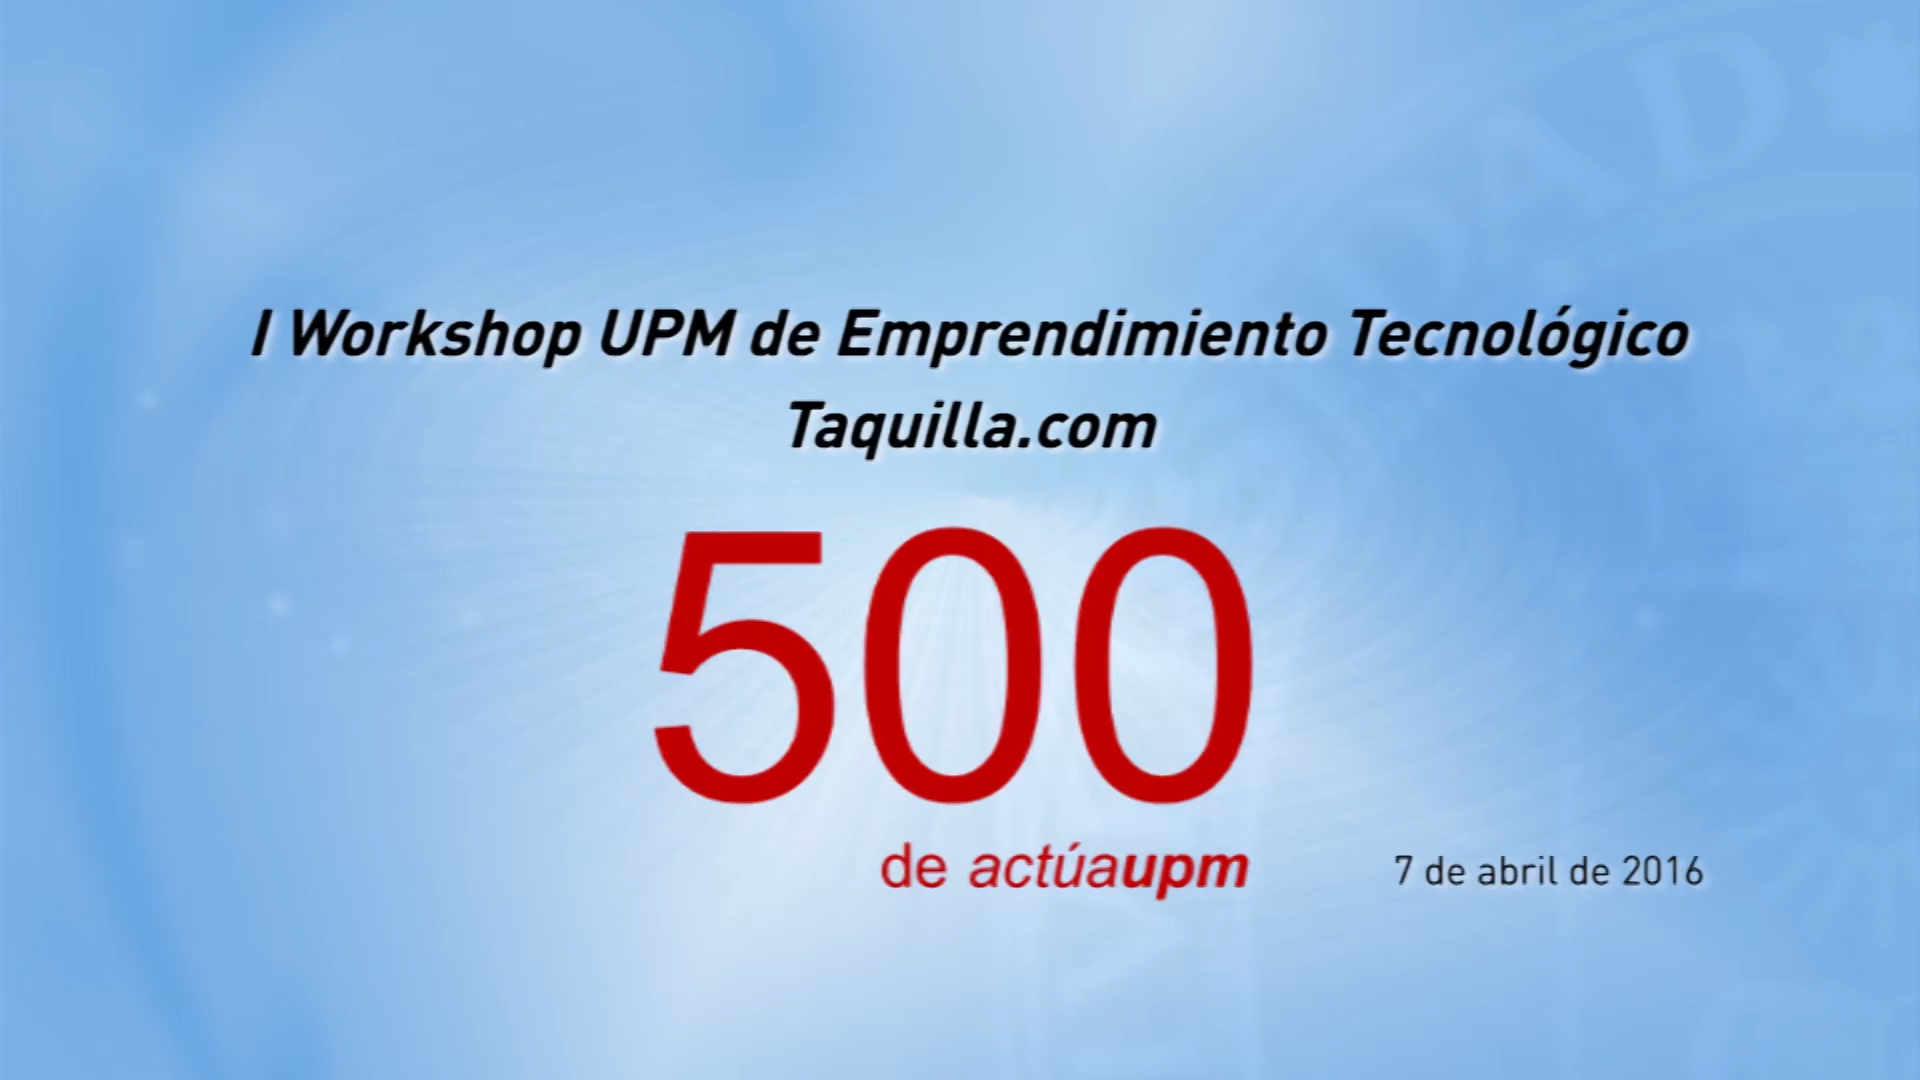 I Workshop UPM de Emprendimiento Tecnológico
Taquilla.com
500
de actúaupm
7 de abril de 2016